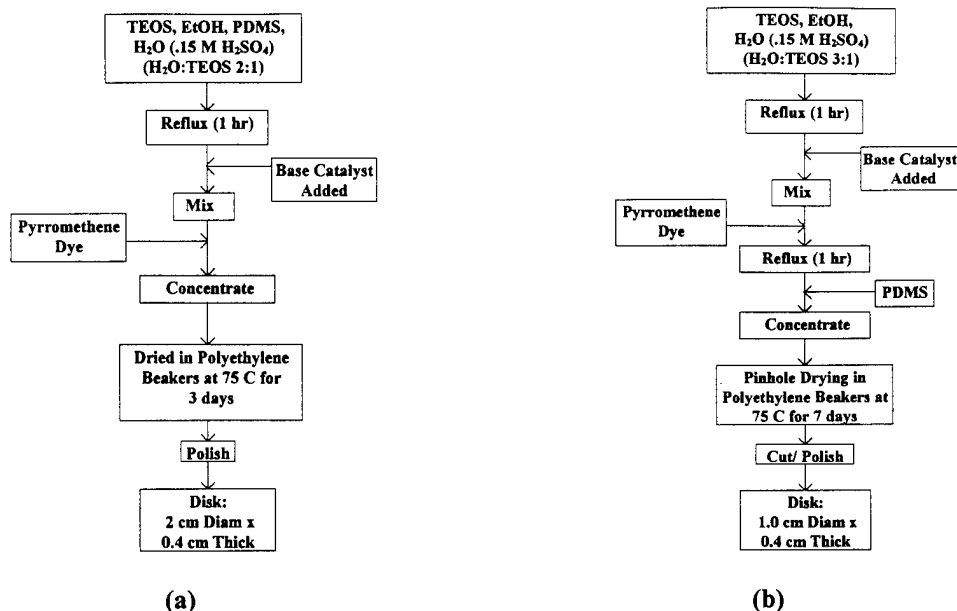 TEOS, EtOH, PDMS,
H₂O (.15 M H₂SO₄)
(H₂O:TEOS 2:1)
Reflux (1 hr)
Base Catalyst
Added
Mix
Pyrromethene
Dye
Concentrate
Dried in Polyethylene
Beakers at 75 C for
3 days
Polish
Disk:
2 cm Diam x
0.4 cm Thick
(a)
TEOS, EtOH,
H₂O (.15 M H₂SO₄)
(H₂O:TEOS 3:1)
Reflux (1 hr)
Base Catalyst
Added
Mix
Pyrromethene
Dye
Reflux (1 hr)
PDMS
Concentrate
Pinhole Drying in
Polyethylene Beakers at
75 C for 7 days
Cut/ Polish
Disk:
1.0 cm Diam x
0.4 cm Thick
(b)